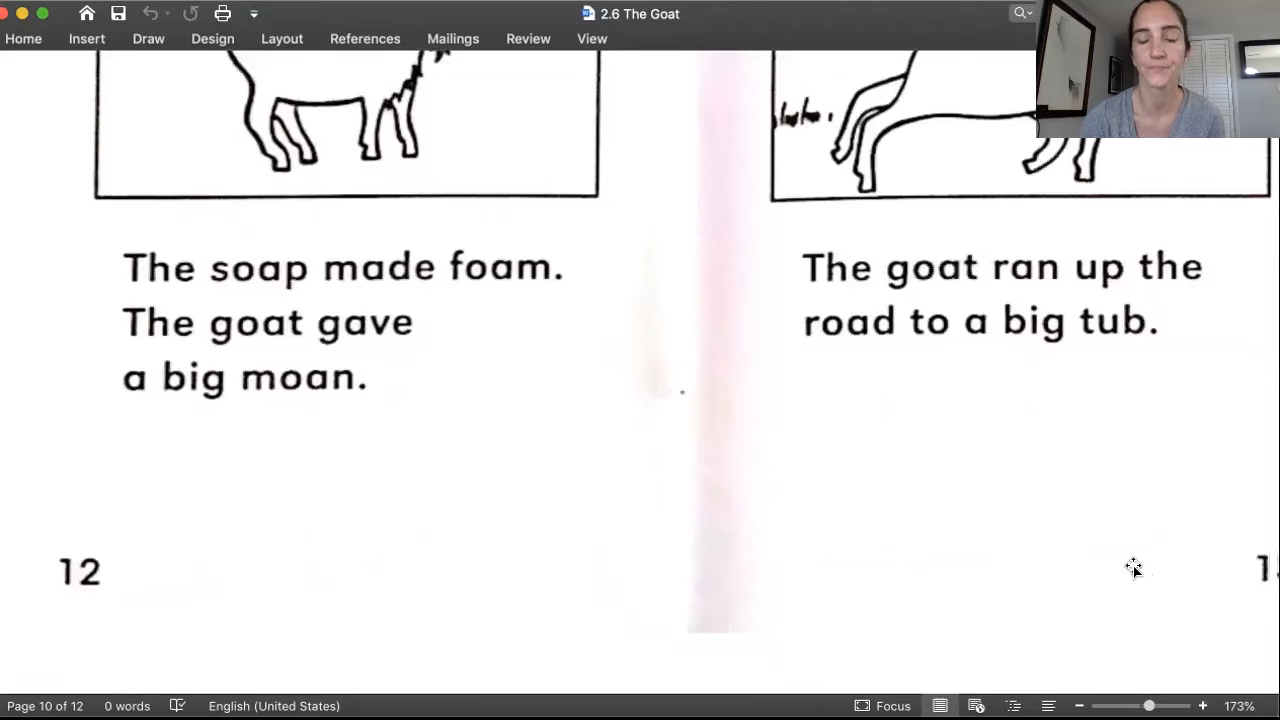 2.6 The Goat
Home Insert Draw Design Layout References Mailings Review View
The soap made foam.
The goat gave
a big moan.
12
The goat ran up the
road to a big tub.
Page 10 of 12 0 words English (United States) Focus 173%